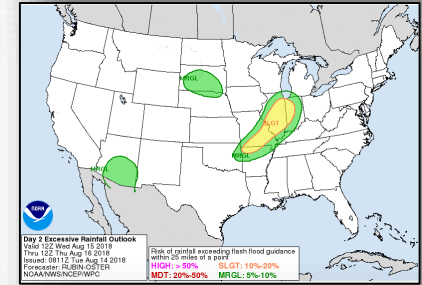 MRGL
SLGT
MRGL
MRGL
NOAA
Day 2 Excessive Rainfall Outlook
Valid 12Z Wed Aug 15 2018
Thru 12Z Thu Aug 16 2018
Issued: 0811Z Tue Aug 14 2018
Forecaster: RUBIN-OSTER
NOAA/NWS/NCEP/WPC
Risk of rainfall exceeding flash flood guidance
within 25 miles of a point
HIGH: > 50% SLGT: 10%-20%
MDT: 20%-50% MRGL: 5%-10%